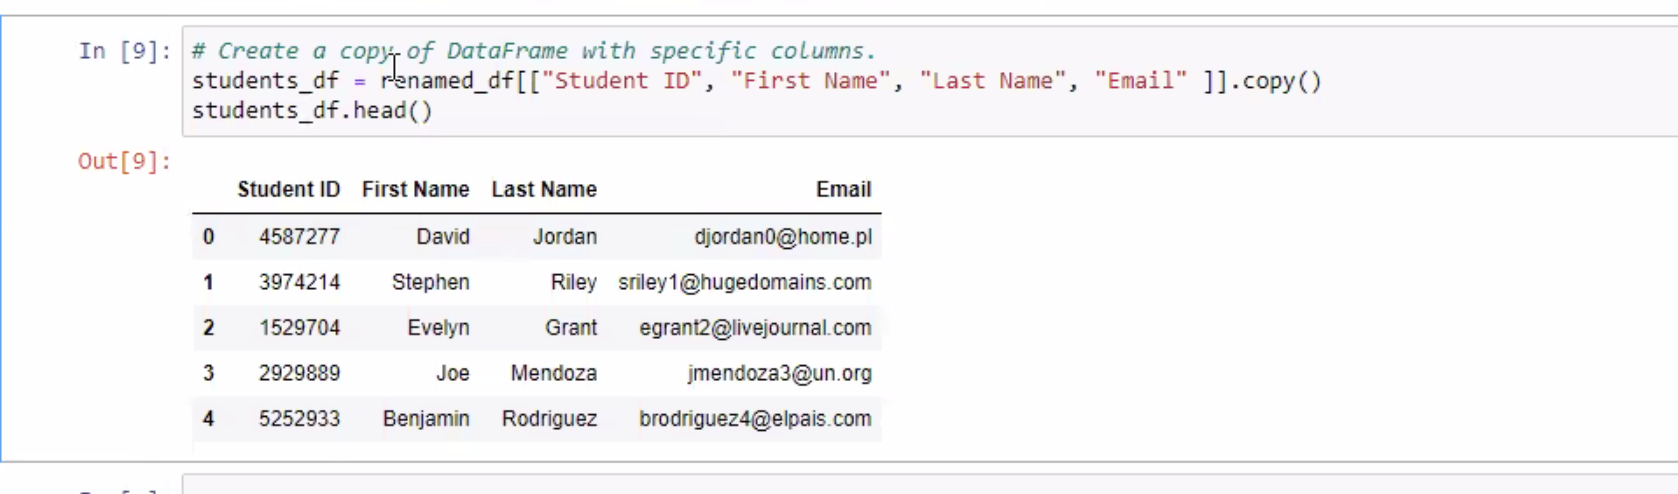 In [9]: # Create a copy of DataFrame with specific columns.
students_df = renamed_df[["Student ID", "First Name", "Last Name", "Email" ]].copy()
students_df.head()
Out[9]:
Student ID First Name Last Name Email
0 4587277 David Jordan djordan0@home.pl
1 3974214 Stephen Riley sriley1@hugedomains.com
2 1529704 Evelyn Grant egrant2@livejournal.com
3 2929889 Joe Mendoza jmendoza3@un.org
4 5252933 Benjamin Rodriguez brodriguez4@elpais.com